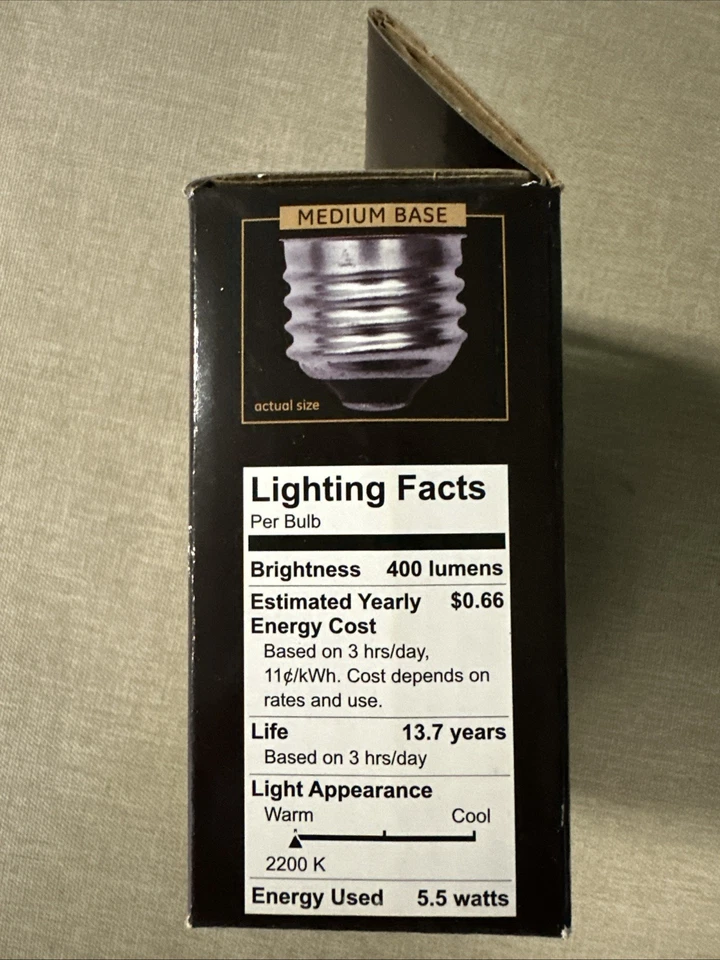 MEDIUM BASE
actual size
Lighting Facts
Per Bulb
Brightness 400 lumens
Estimated Yearly $0.66
Energy Cost
Based on 3 hrs/day,
11¢/kWh. Cost depends on
rates and use.
Life 13.7 years
Based on 3 hrs/day
Light Appearance
Warm Cool
2200 K
Energy Used 5.5 watts